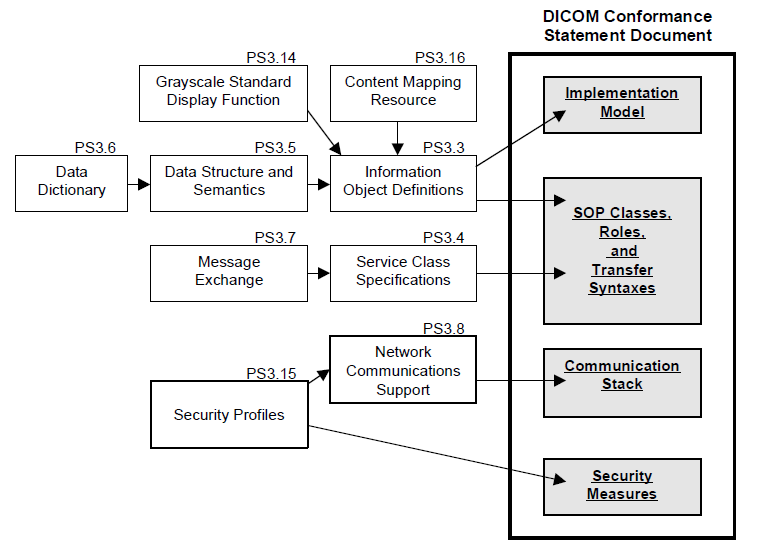 DICOM Conformance
Statement Document
PS3.14
Grayscale Standard
Display Function
PS3.16
Content Mapping
Resource
Implementation
Model
PS3.6
Data
Dictionary
PS3.5
Data Structure and
Semantics
PS3.3
Information
Object Definitions
SOP Classes,
Roles,
and
Transfer
Syntaxes
PS3.7
Message
Exchange
PS3.4
Service Class
Specifications
PS3.8
Network
Communications
Support
Communication
Stack
PS3.15
Security Profiles
Security
Measures